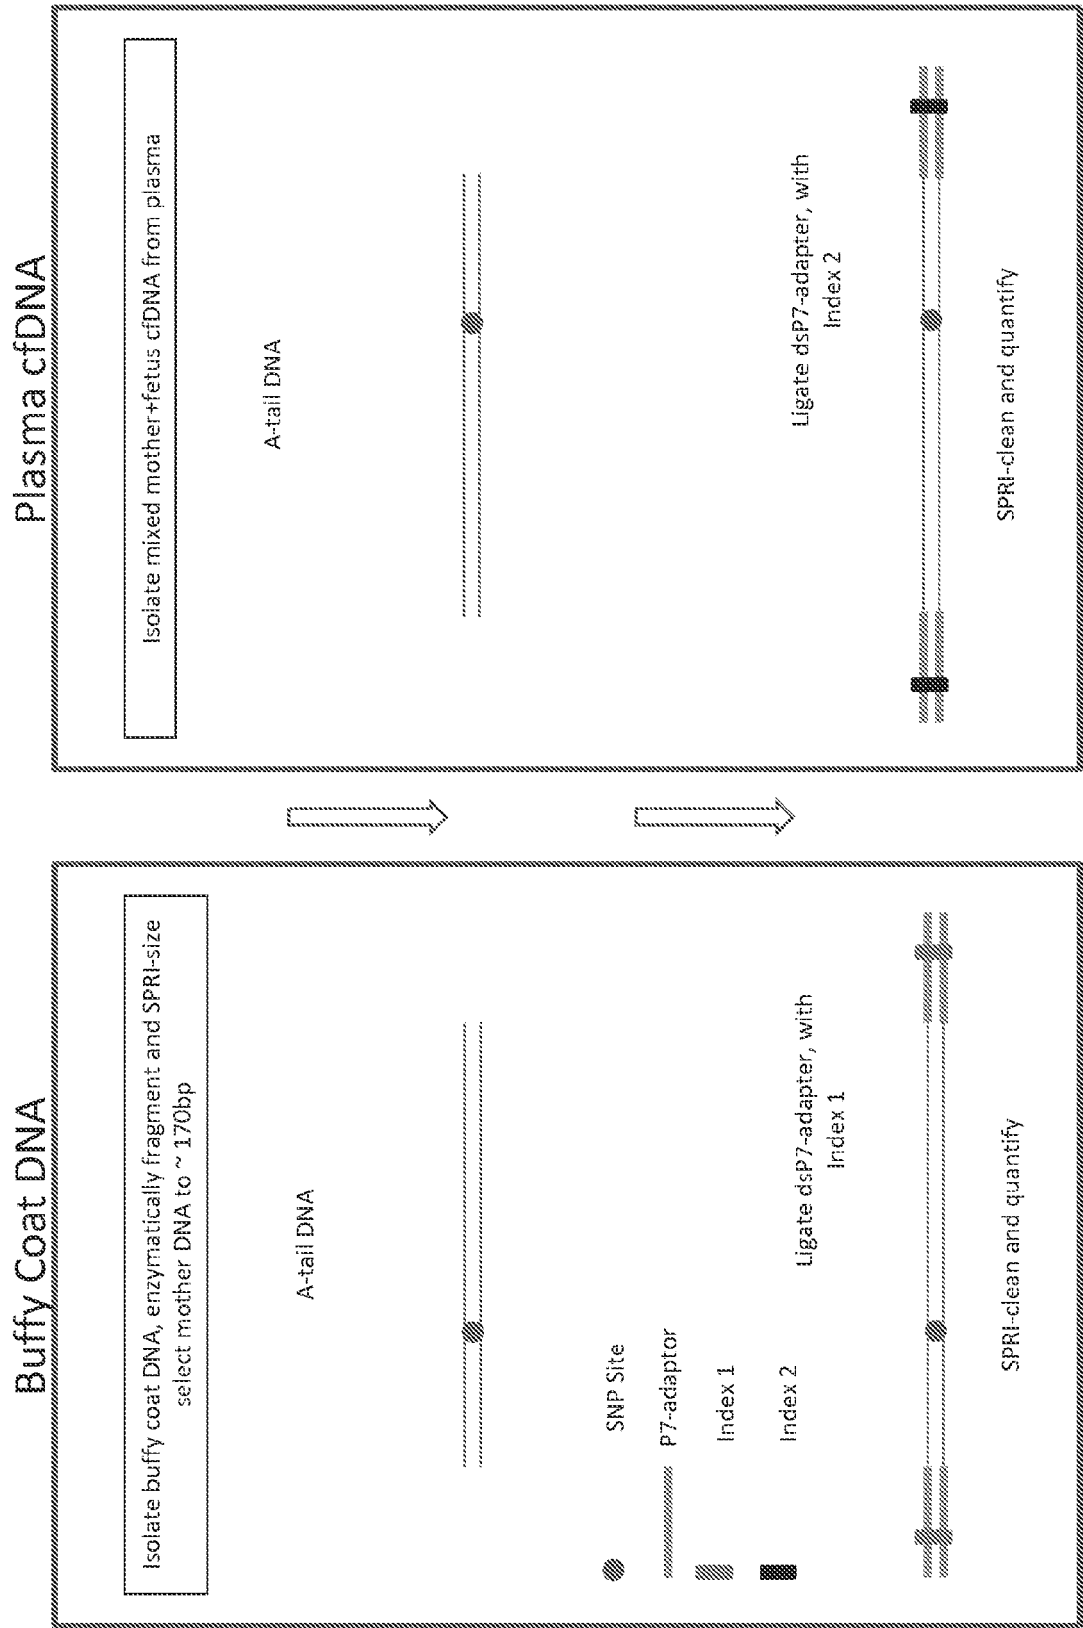 Buffy Coat DNA
Isolate buffy coat DNA, enzymatically fragment and SPRI-size
select mother DNA to ~ 170bp
A-tail DNA
SNP Site
P7-adaptor
Index 1
Index 2
Ligate dsP7-adapter, with
Index 1
SPRI-clean and quantify
Plasma cfDNA
Isolate mixed mother+fetus cfDNA from plasma
A-tail DNA
Ligate dsP7-adapter, with
Index 2
SPRI-clean and quantify